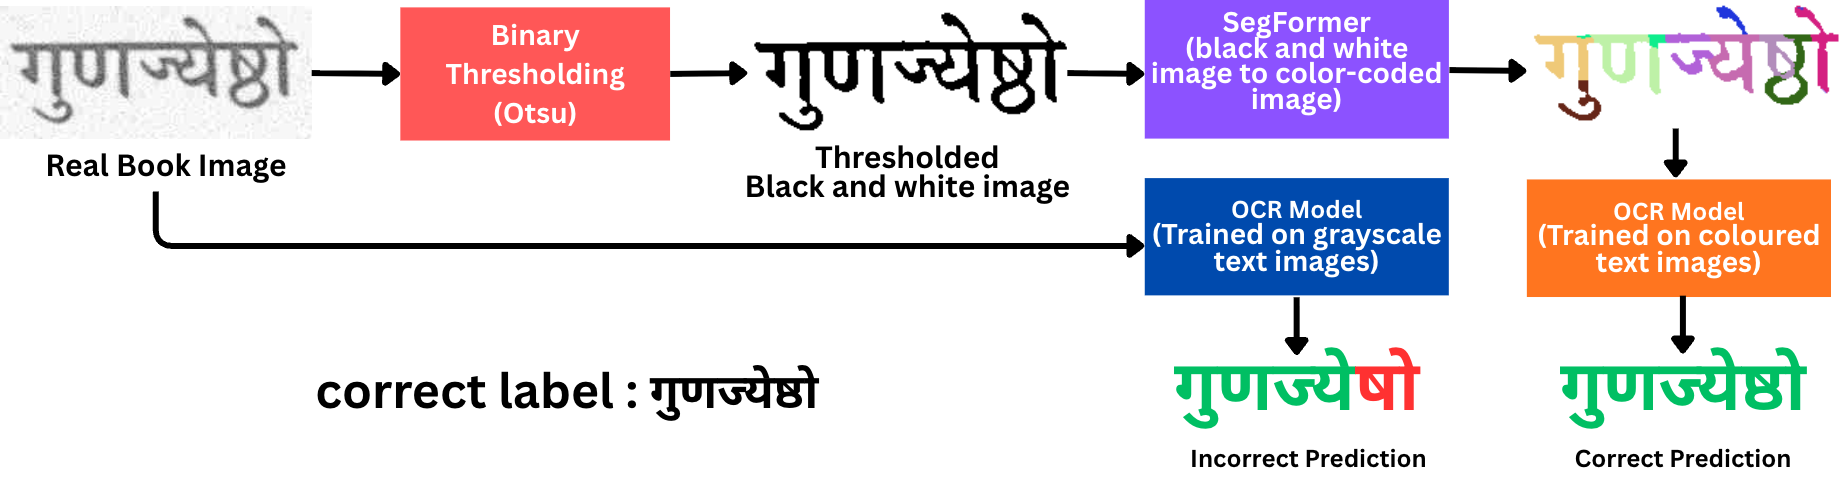 गुणज्येष्ठो
Real Book Image
Binary
Thresholding
(Otsu)
गुणज्येष्ठो
Thresholded
Black and white image
SegFormer
(black and white
image to color-coded
image)
गुणज्येष्ठो
OCR Model
(Trained on grayscale
text images)
OCR Model
(Trained on coloured
text images)
गुणज्येषो
Incorrect Prediction
गुणज्येष्ठो
Correct Prediction
correct label : गुणज्येष्ठो